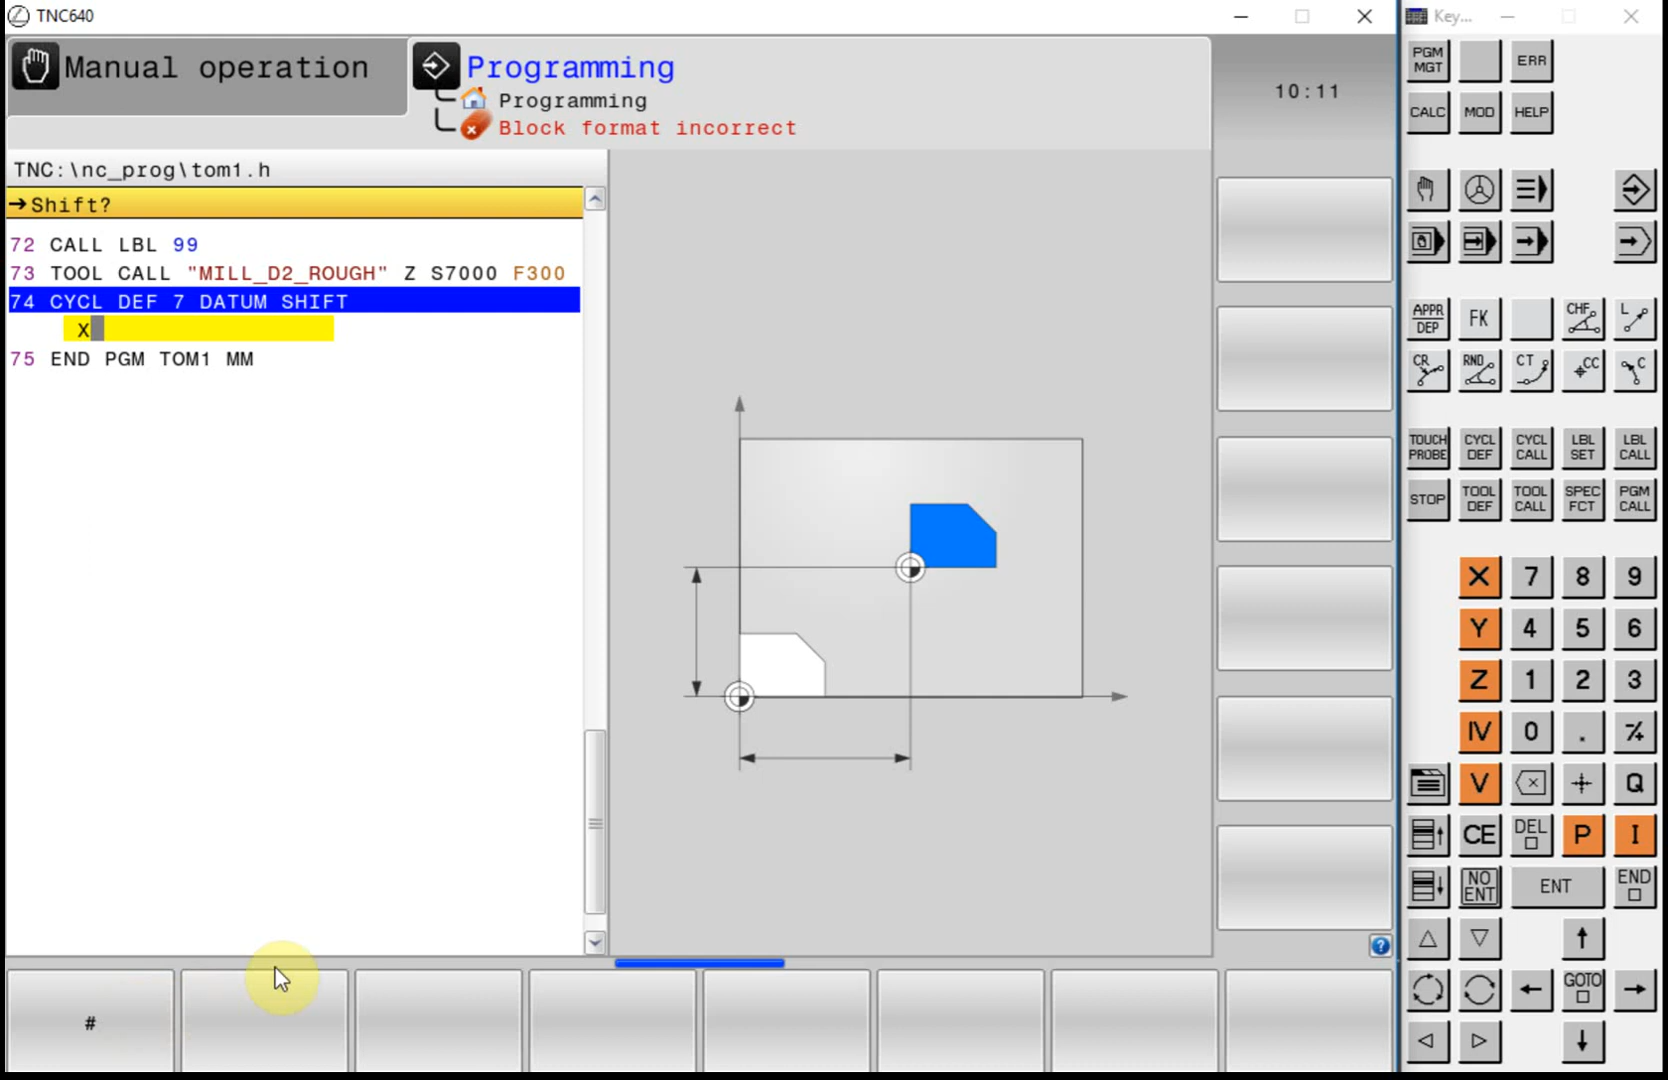 TNC640
Key...
Manual operation
Programming
Programming
Block format incorrect
10:11
TNC:\nc_prog\tom1.h
➔Shift?
72 CALL LBL 99
73 TOOL CALL "MILL_D2_ROUGH" Z S7000 F300
74 CYCL DEF 7 DATUM SHIFT
X
75 END PGM TOM1 MM
?
#
PGM MGT
ERR
CALC
MOD
HELP
APPR DEP
FK
CHF
L
CR
RND
CT
CC
C
TOUCH PROBE
CYCL DEF
CYCL CALL
LBL SET
LBL CALL
STOP
TOOL DEF
TOOL CALL
SPEC FCT
PGM CALL
X 7 8 9
Y 4 5 6
Z 1 2 3
IV 0 . -/+
V Q
CE DEL P I
NO ENT ENT END
GOTO